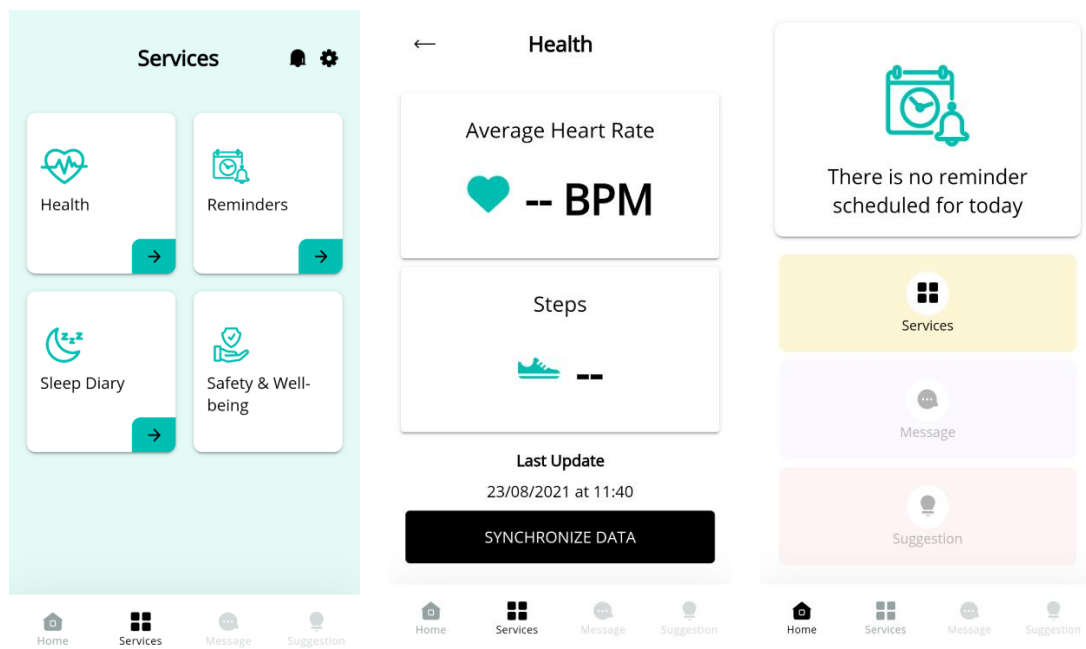 Services
Health
Reminders
Sleep Diary
zzz
Safety & Well-
being
Home
Services
Message
Suggestion
Health
Average Heart Rate
-- BPM
Steps
--
Last Update
23/08/2021 at 11:40
SYNCHRONIZE DATA
Home
Services
Message
Suggestion
There is no reminder
scheduled for today
Services
Message
Suggestion
Home
Services
Message
Suggestion